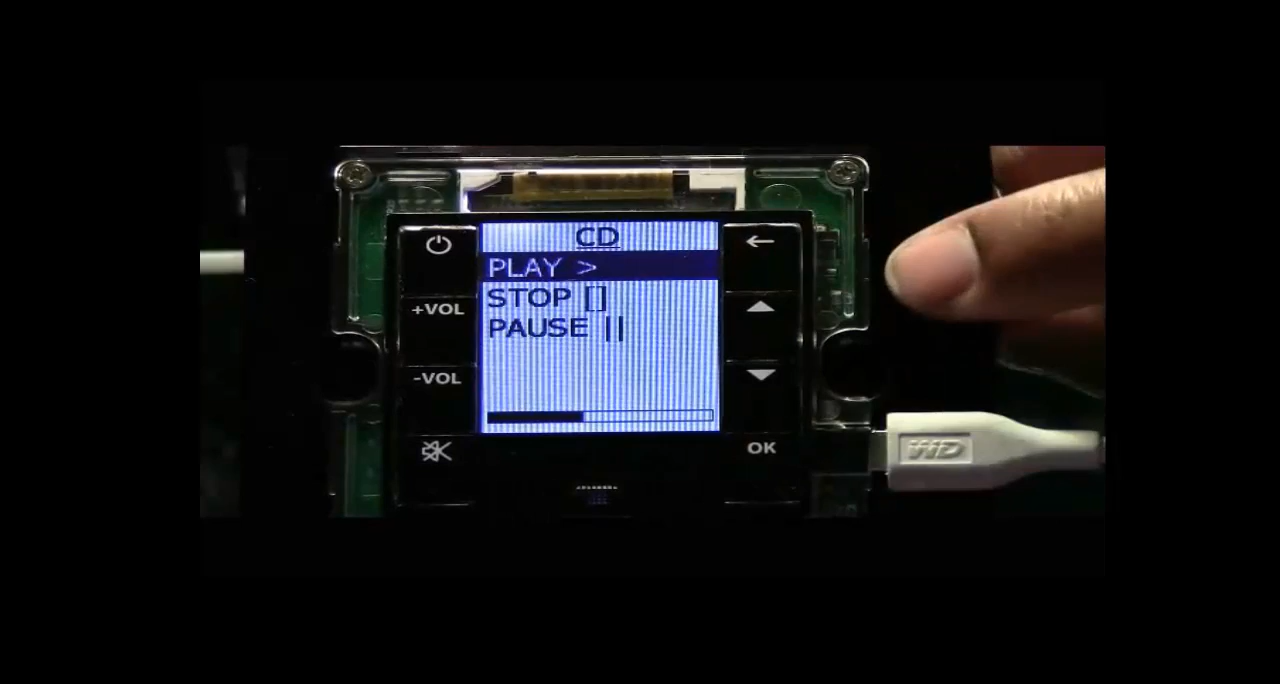 CD
PLAY >
STOP []
PAUSE ||
+VOL
-VOL
OK
WD